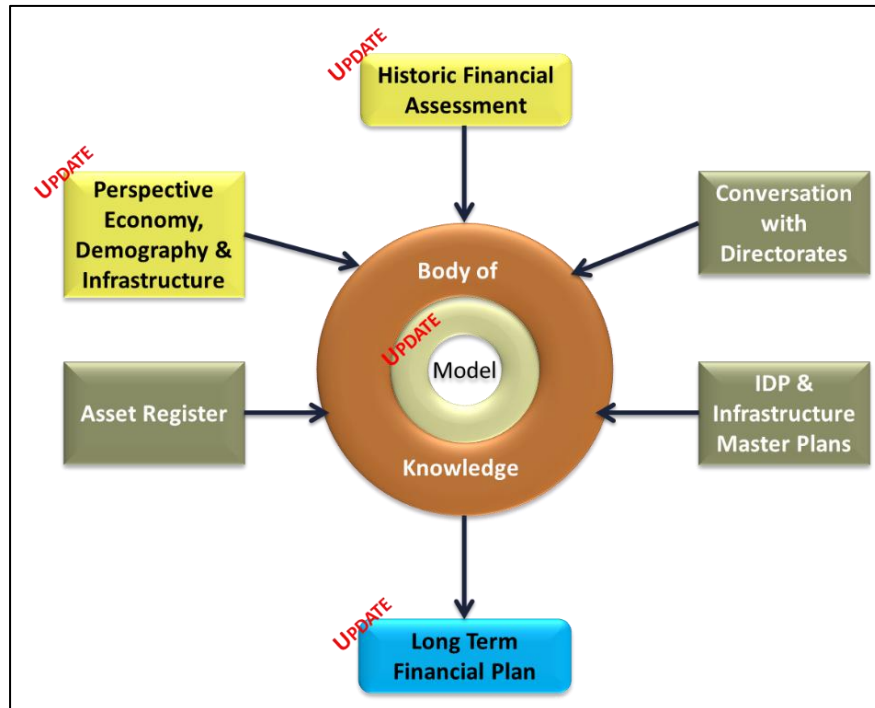 UPDATE
Historic Financial
Assessment
UPDATE
Perspective
Economy,
Demography &
Infrastructure
Conversation
with
Directorates
Body of
UPDATE
Model
Knowledge
Asset Register
IDP &
Infrastructure
Master Plans
UPDATE
Long Term
Financial Plan